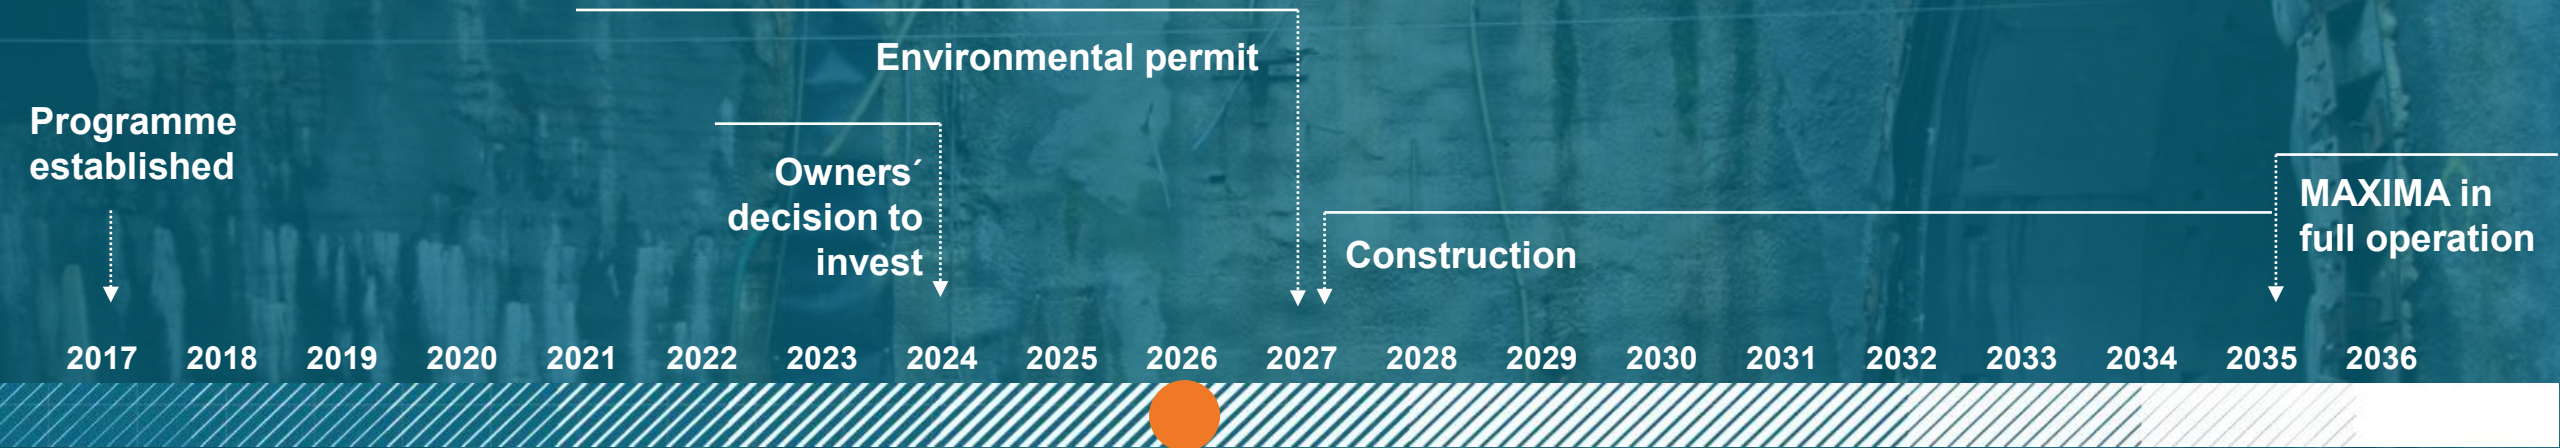 Environmental permit
Programme
established
Owners´
decision to
invest
MAXIMA in
full operation
Construction
2017 2018 2019 2020 2021 2022 2023 2024 2025 2026 2027 2028 2029 2030 2031 2032 2033 2034 2035 2036